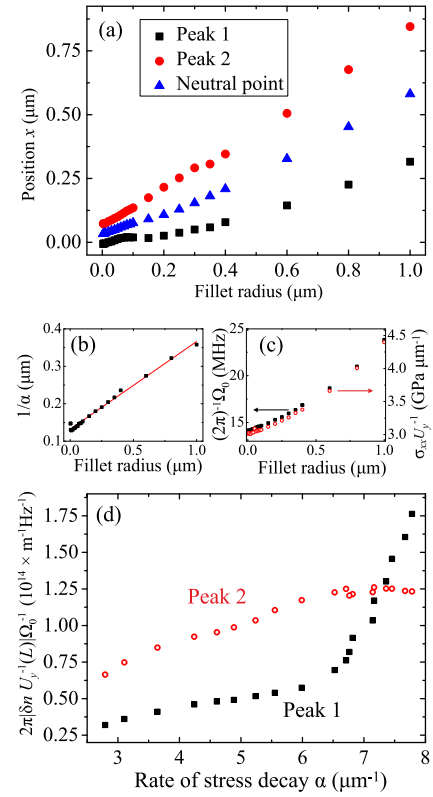 (a)
Peak 1
Peak 2
Neutral point
Position x (μm)
0.75
0.50
0.25
0.00
0.0 0.2 0.4 0.6 0.8 1.0
Fillet radius (μm)
(b)
1/α (μm)
0.4
0.3
0.2
0.1
0.0 0.5 1.0
Fillet radius (μm)
(c)
(2π)⁻¹Ω₀ (MHz)
25
20
15
4.5
4.0
3.5
3.0
σₓₓUᵧ⁻¹ (GPa μm⁻¹)
0.0 0.5 1.0
Fillet radius (μm)
(d)
2π|δn Uᵧ⁻¹(L)|Ω₀⁻¹ (10¹⁴ × m⁻¹Hz⁻¹)
1.75
1.50
1.25
1.00
0.75
0.50
0.25
Peak 2
Peak 1
3 4 5 6 7 8
Rate of stress decay α (μm⁻¹)